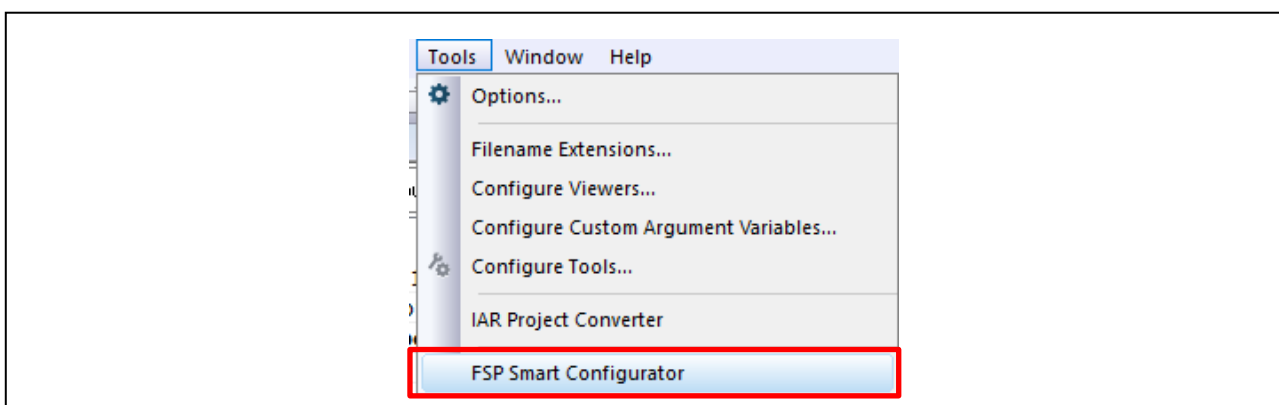 Tools Window Help
Options...
Filename Extensions...
Configure Viewers...
Configure Custom Argument Variables...
Configure Tools...
IAR Project Converter
FSP Smart Configurator